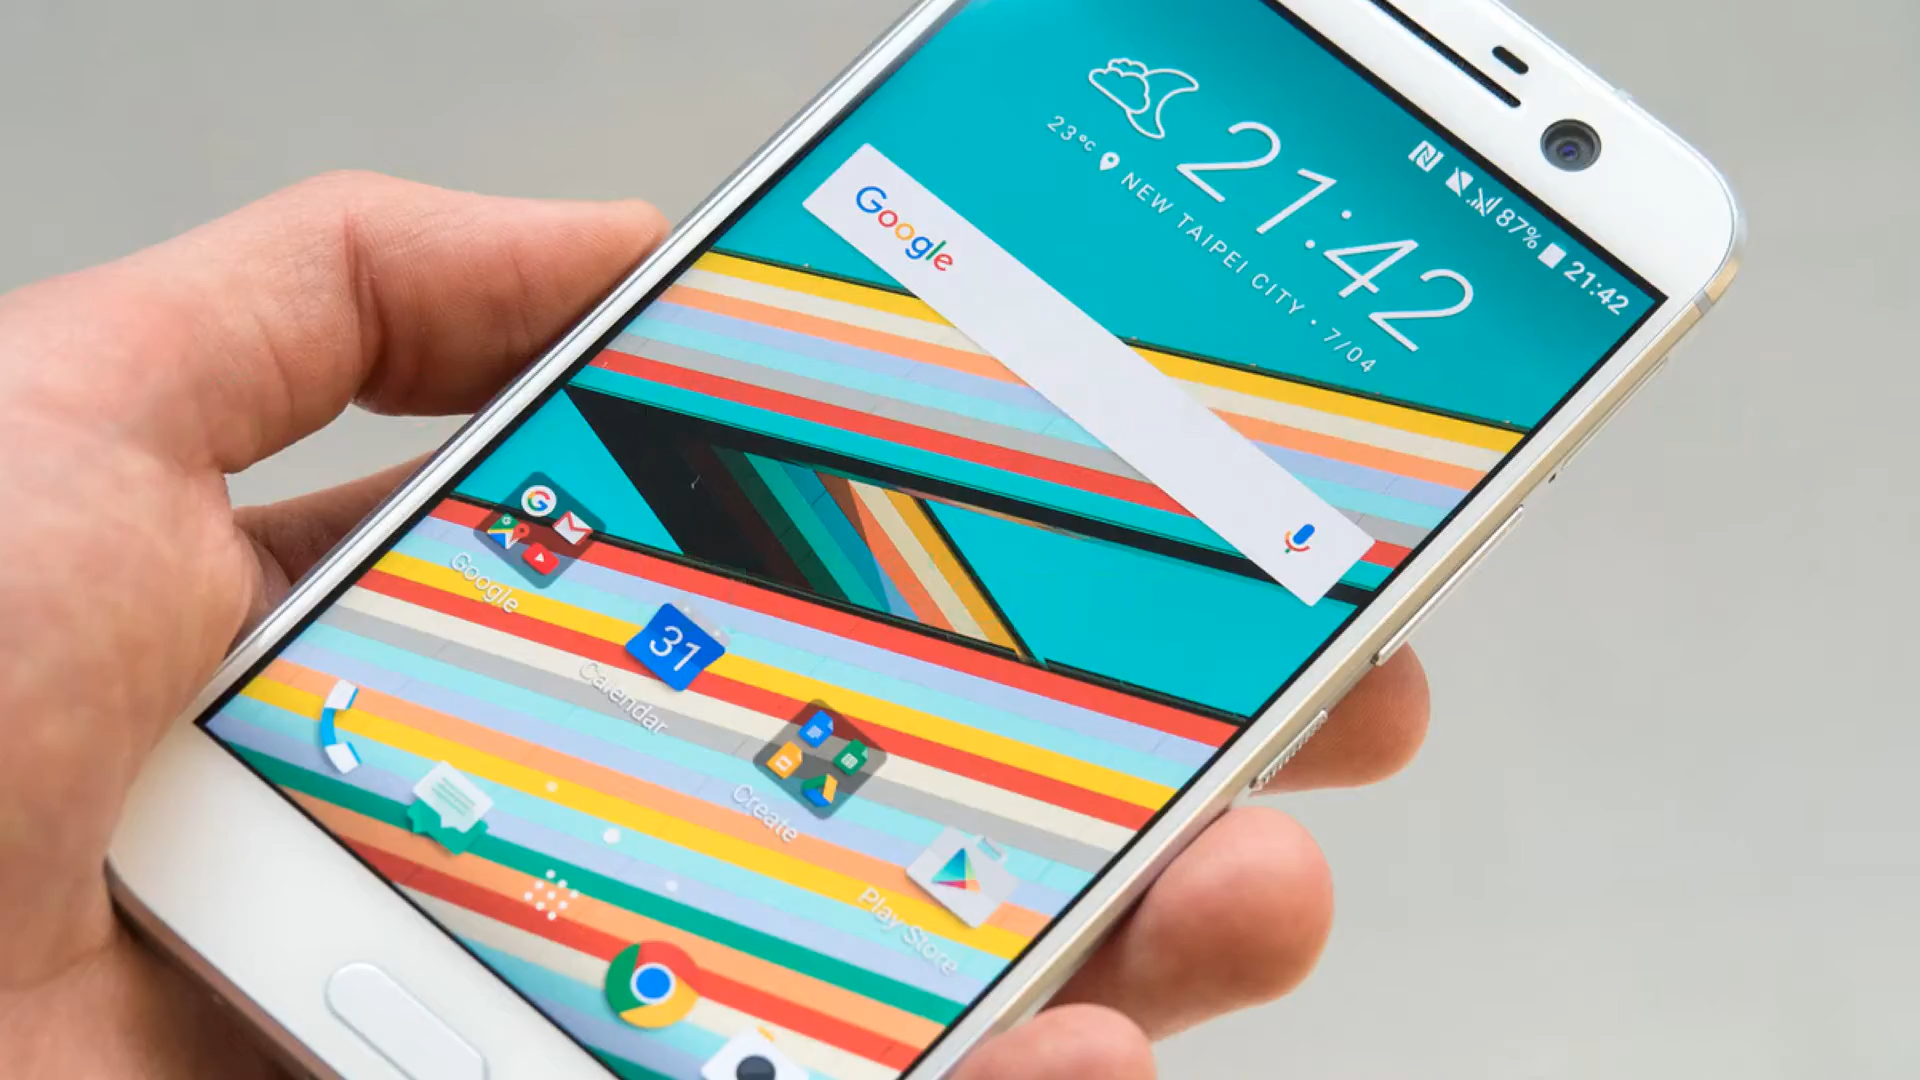 87% 21:42
21:42
23°C NEW TAIPEI CITY • 7/04
Google
Google
31
Calendar
Create
Play Store